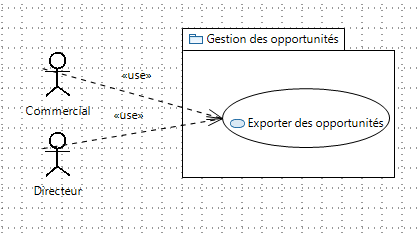 Gestion des opportunités
«use»
Commercial
«use»
Exporter des opportunités
Directeur